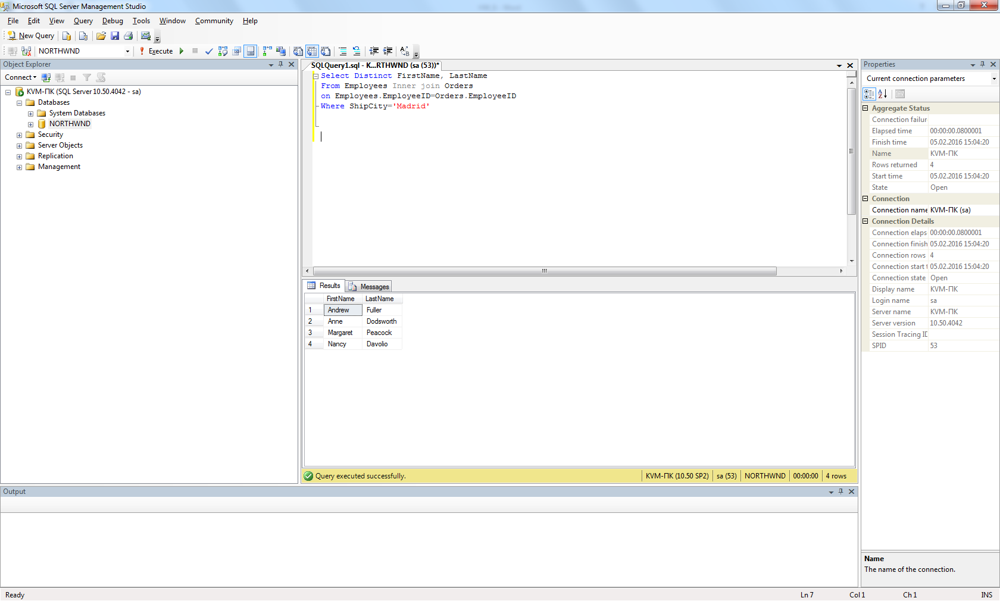 Microsoft SQL Server Management Studio
File Edit View Query Debug Tools Window Community Help
New Query
NORTHWND Execute
Object Explorer
Connect
KVM-ПК (SQL Server 10.50.4042 - sa)
Databases
System Databases
NORTHWND
Security
Server Objects
Replication
Management
SQLQuery1.sql - K...RTHWND (sa (53))*
Select Distinct FirstName, LastName
From Employees Inner join Orders
on Employees.EmployeeID=Orders.EmployeeID
Where ShipCity='Madrid'
Results Messages
FirstName LastName
1 Andrew Fuller
2 Anne Dodsworth
3 Margaret Peacock
4 Nancy Davolio
Query executed successfully. KVM-ПК (10.50 SP2) sa (53) NORTHWND 00:00:00 4 rows
Properties
Current connection parameters
Aggregate Status
Connection failur
Elapsed time 00:00:00.0800001
Finish time 05.02.2016 15:04:20
Name KVM-ПК
Rows returned 4
Start time 05.02.2016 15:04:20
State Open
Connection
Connection name KVM-ПК (sa)
Connection Details
Connection elaps 00:00:00.0800001
Connection finish 05.02.2016 15:04:20
Connection rows 4
Connection start t 05.02.2016 15:04:20
Connection state Open
Display name KVM-ПК
Login name sa
Server name KVM-ПК
Server version 10.50.4042
Session Tracing ID
SPID 53
Name
The name of the connection.
Output
Ready Ln 7 Col 1 Ch 1 INS